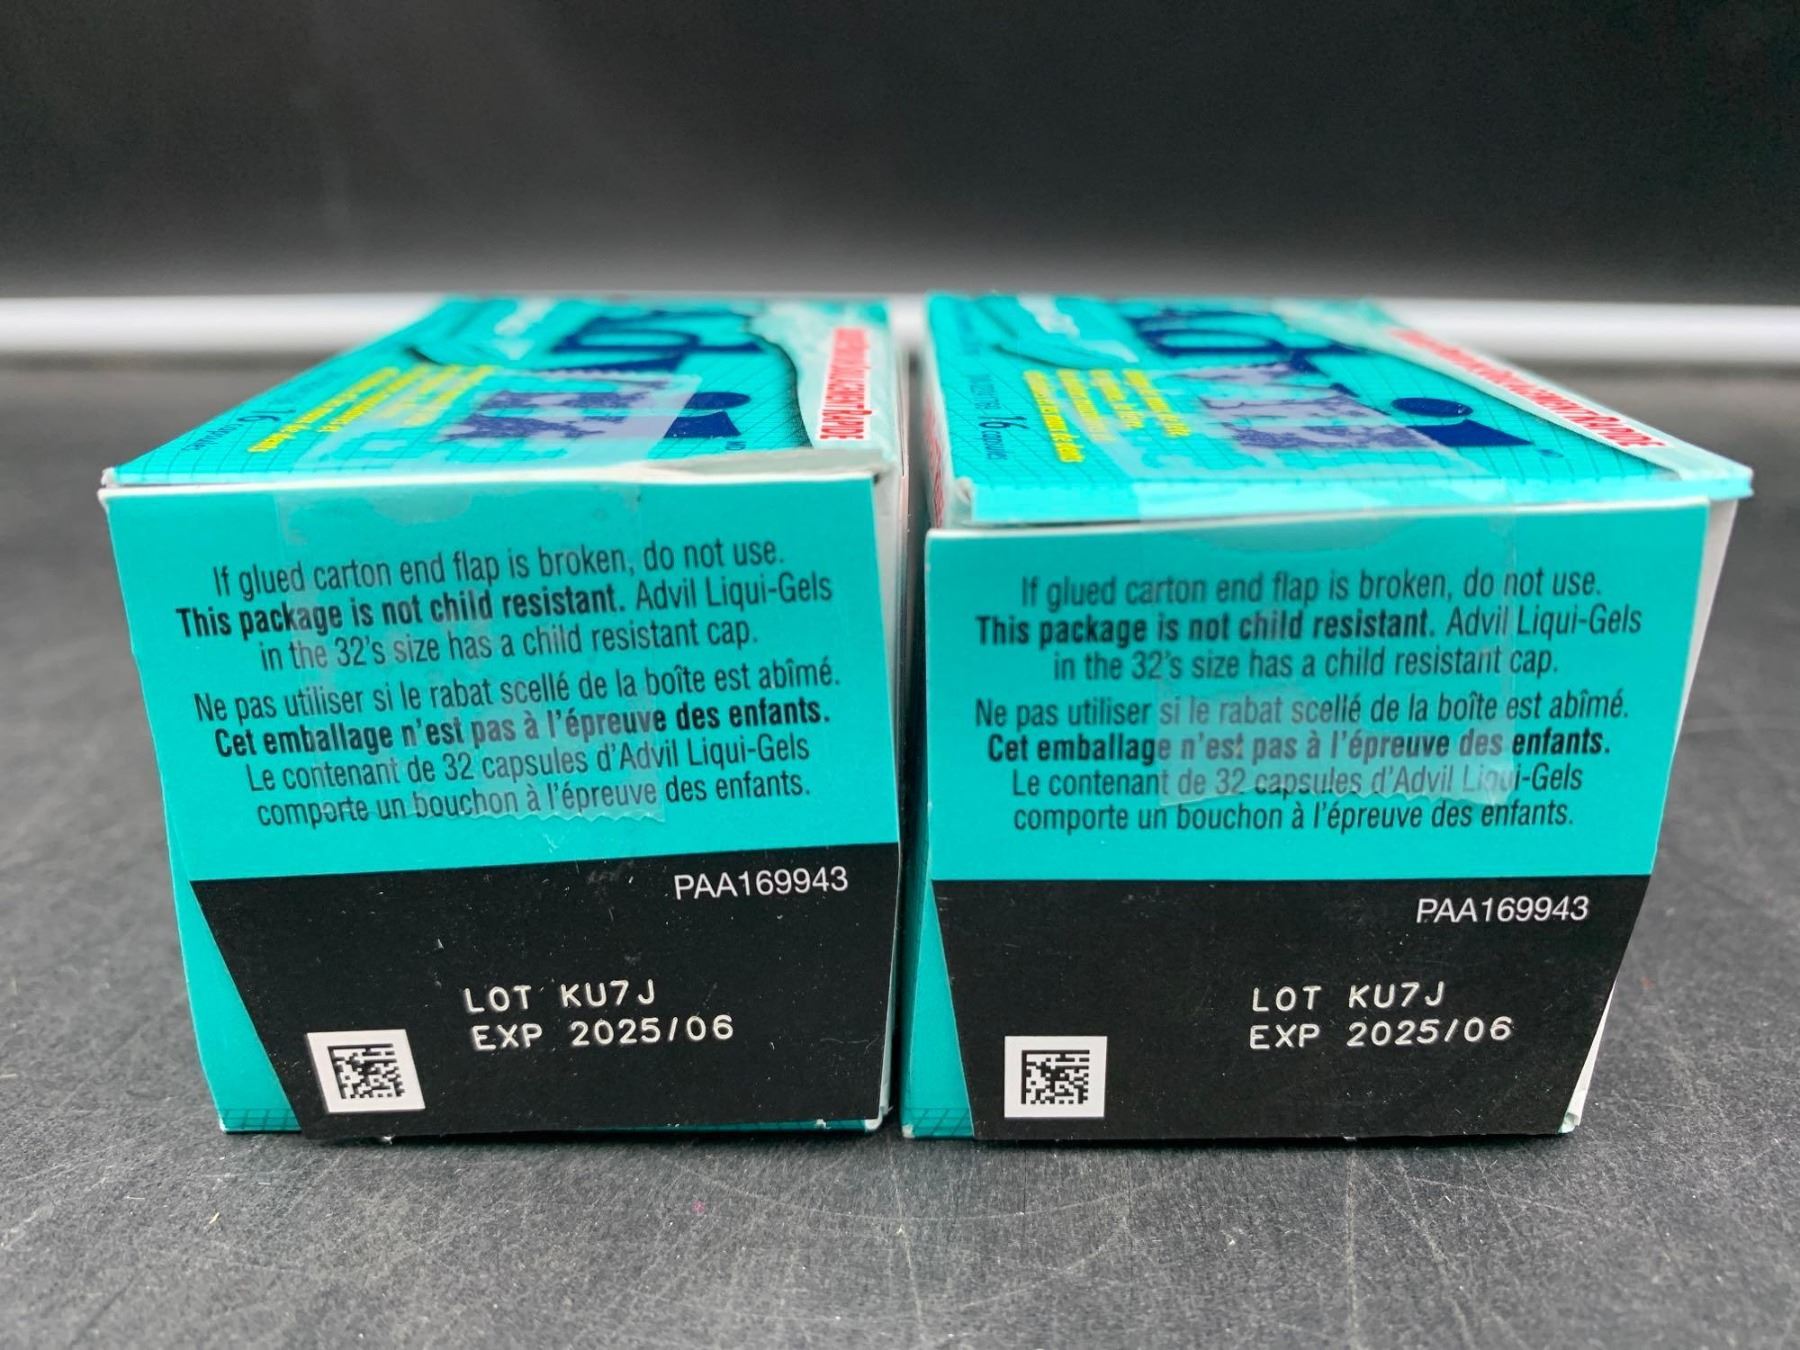 RAPIDE
16 capsules
If glued carton end flap is broken, do not use.
This package is not child resistant. Advil Liqui-Gels
in the 32's size has a child resistant cap.
Ne pas utiliser si le rabat scellé de la boîte est abîmé.
Cet emballage n'est pas à l'épreuve des enfants.
Le contenant de 32 capsules d'Advil Liqui-Gels
comporte un bouchon à l'épreuve des enfants.
PAA169943
LOT KU7J
EXP 2025/06
RAPIDE
16 capsules
If glued carton end flap is broken, do not use.
This package is not child resistant. Advil Liqui-Gels
in the 32's size has a child resistant cap.
Ne pas utiliser si le rabat scellé de la boîte est abîmé.
Cet emballage n'est pas à l'épreuve des enfants.
Le contenant de 32 capsules d'Advil Liqui-Gels
comporte un bouchon à l'épreuve des enfants.
PAA169943
LOT KU7J
EXP 2025/06